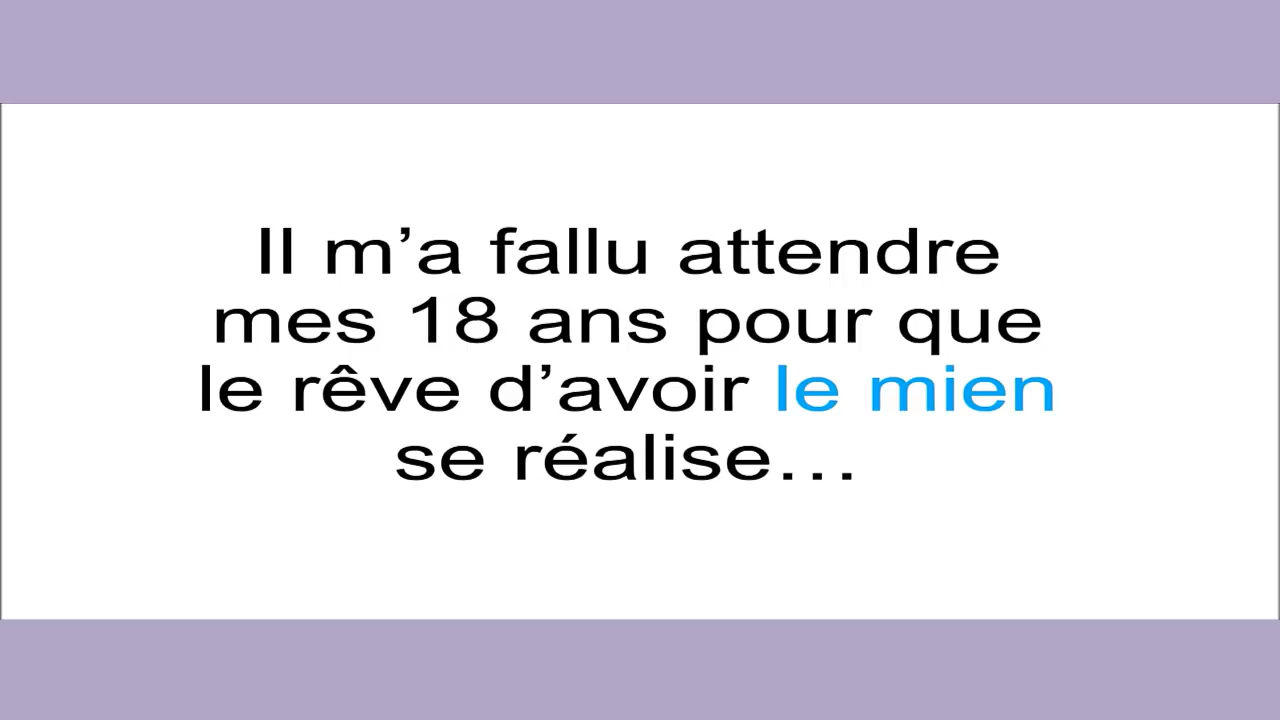 Il m’a fallu attendre
mes 18 ans pour que
le rêve d’avoir le mien
se réalise…